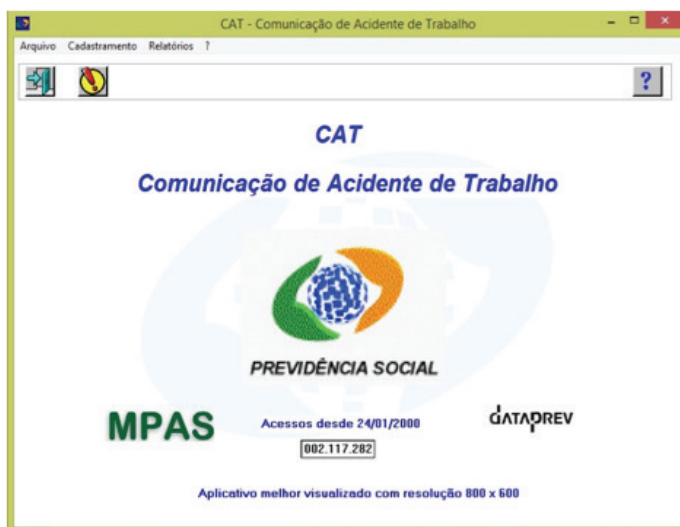 CAT - Comunicação de Acidente de Trabalho
Arquivo Cadastramento Relatórios ?
?
CAT
Comunicação de Acidente de Trabalho
PREVIDÊNCIA SOCIAL
MPAS
Acessos desde 24/01/2000
002.117.282
dATAPREV
Aplicativo melhor visualizado com resolução 800 x 600